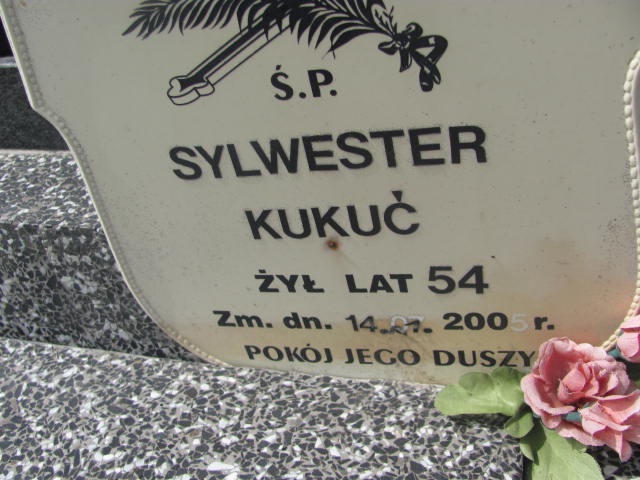 Ś.P.
SYLWESTER
KUKUĆ
ŻYŁ LAT 54
Zm. dn. 14.07. 2005 r.
POKÓJ JEGO DUSZY